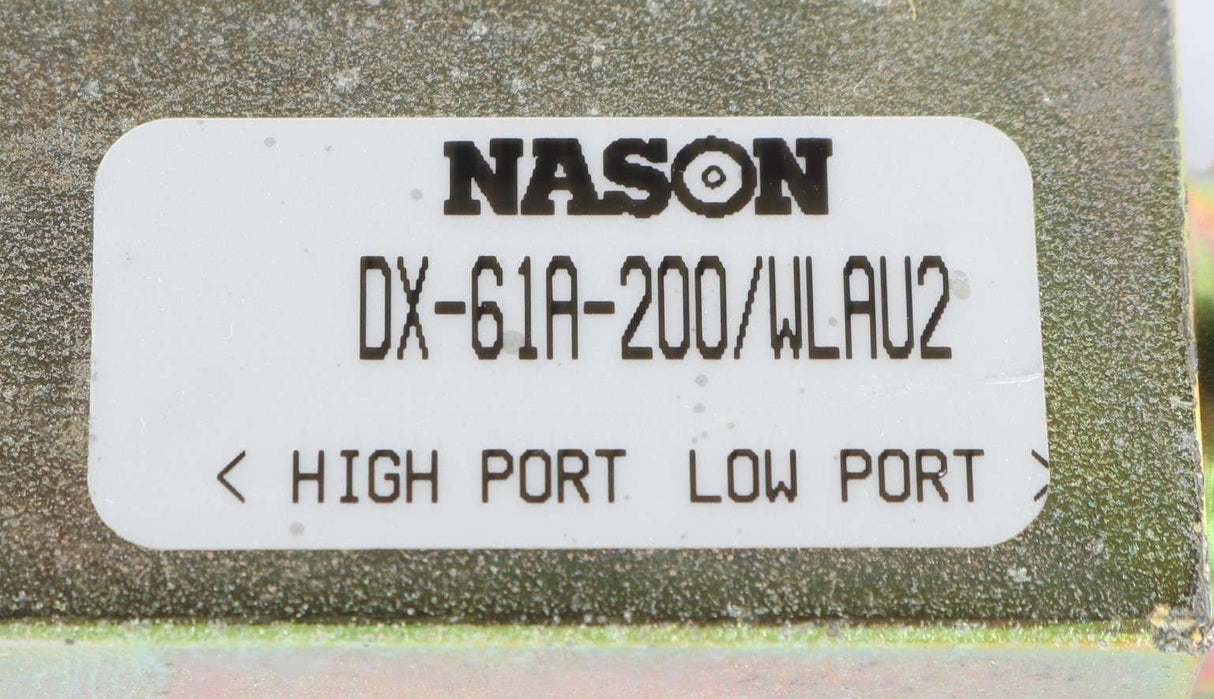 NASON
DX-61A-200/WLAU2
< HIGH PORT LOW PORT >